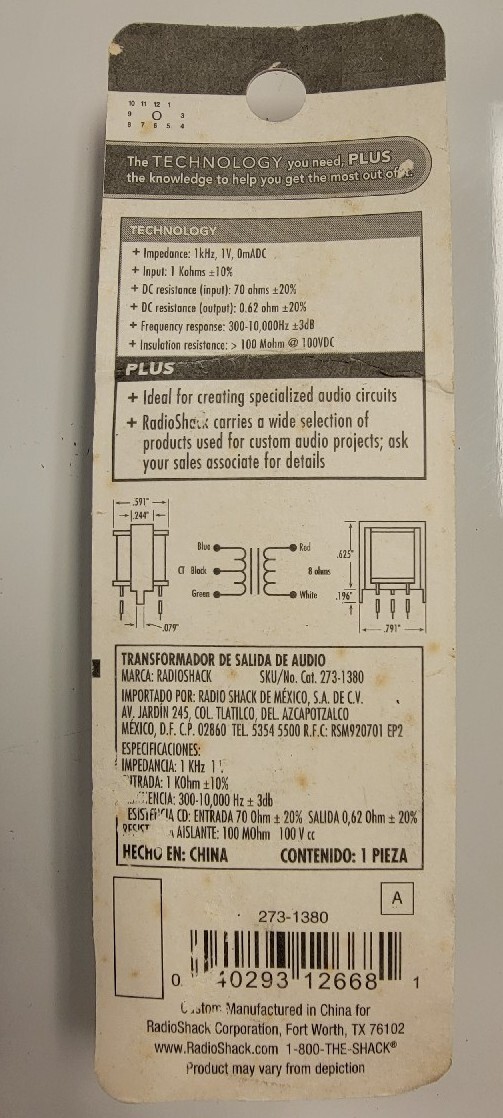 10 11 12 1
9 O 3
8 7 6 5 4
The TECHNOLOGY you need, PLUS
the knowledge to help you get the most out of
TECHNOLOGY
+ Impedance: 1kHz, 1V, 0mADC
+ Input: 1 Kohms ±10%
+ DC resistance (input): 70 ohms ±20%
+ DC resistance (output): 0.62 ohm ±20%
+ Frequency response: 300-10,000Hz ±3dB
+ Insulation resistance: > 100 Mohm @ 100VDC
PLUS
+ Ideal for creating specialized audio circuits
+ RadioShack carries a wide selection of
products used for custom audio projects; ask
your sales associate for details
.591"
.244"
.079"
Blue
CT Black
Green
Red
8 ohms
White
.625"
.196"
.791"
TRANSFORMADOR DE SALIDA DE AUDIO
MARCA: RADIOSHACK SKU/No. Cat. 273-1380
IMPORTADO POR: RADIO SHACK DE MÉXICO, S.A. DE C.V.
AV. JARDÍN 245, COL. TLATILCO, DEL. AZCAPOTZALCO
MÉXICO, D.F. C.P. 02860 TEL. 5354 5500 R.F.C: RSM920701 EP2
ESPECIFICACIONES:
IMPEDANCIA: 1 KHz 1
TRADA: 1 KOhm ±10%
ENCIA: 300-10,000 Hz ± 3db
CD: ENTRADA 70 Ohm ± 20% SALIDA 0,62 Ohm ± 20%
AISLANTE: 100 MOhm 100 V cc
HECHO EN: CHINA CONTENIDO: 1 PIEZA
A
273-1380
0 40293 12668 1
Custom Manufactured in China for
RadioShack Corporation, Fort Worth, TX 76102
www.RadioShack.com 1-800-THE-SHACK®
Product may vary from depiction